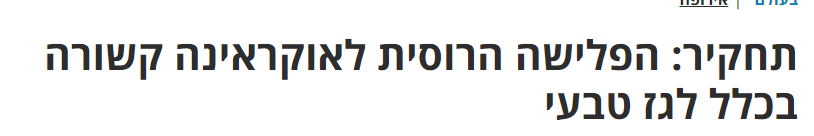 בעולם | אירופה
תחקיר: הפלישה הרוסית לאוקראינה קשורה
בכלל לגז טבעי